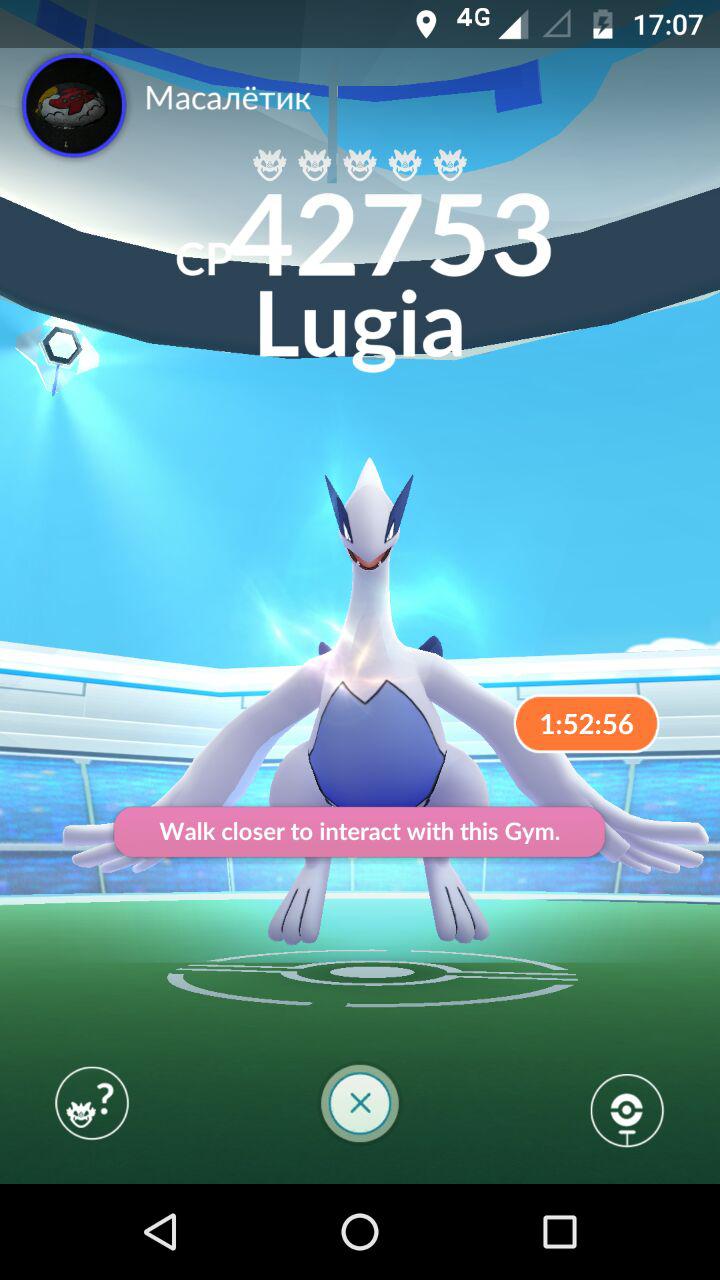 4G 17:07
Масалётик
CP42753
Lugia
1:52:56
Walk closer to interact with this Gym.
?